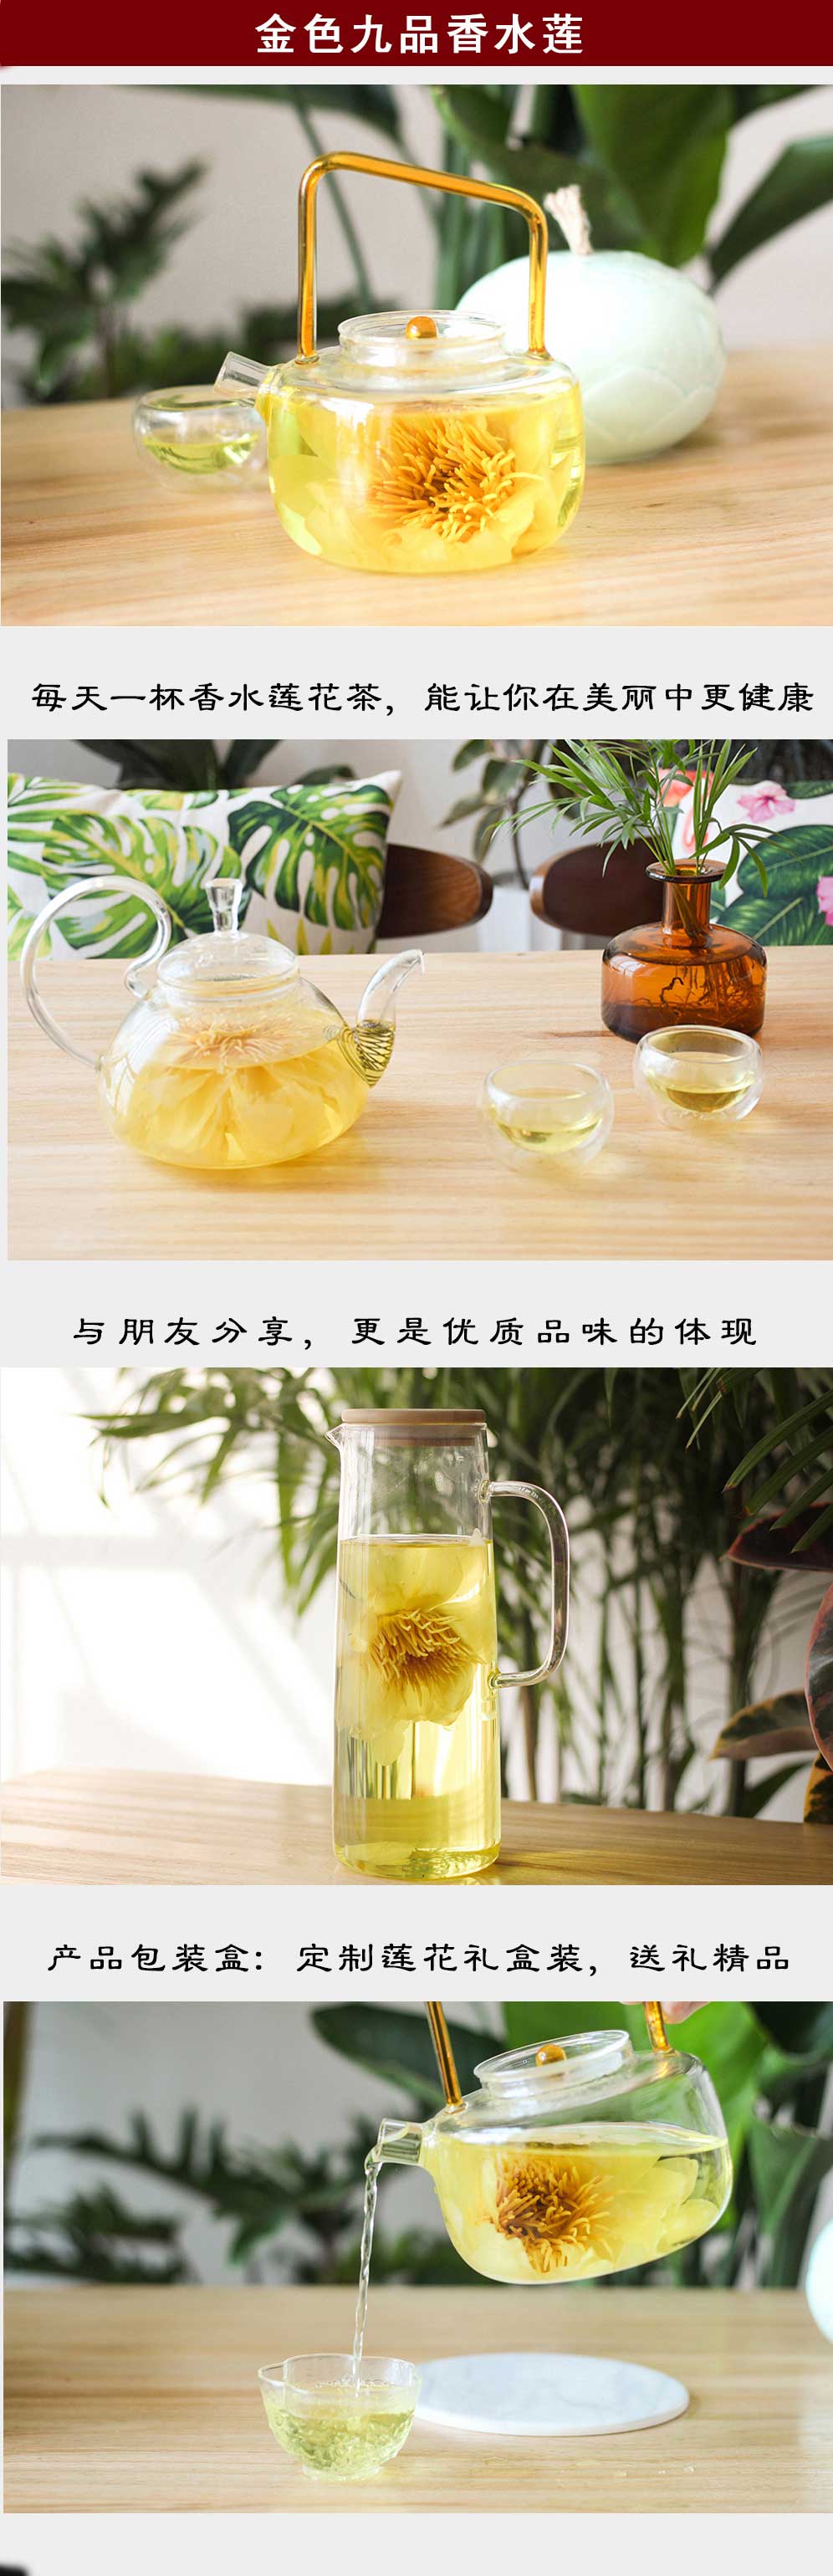 金色九品香水莲
每天一杯香水莲花茶，能让你在美丽中更健康
与朋友分享，更是优质品味的体现
产品包装盒：定制莲花礼盒装，送礼精品